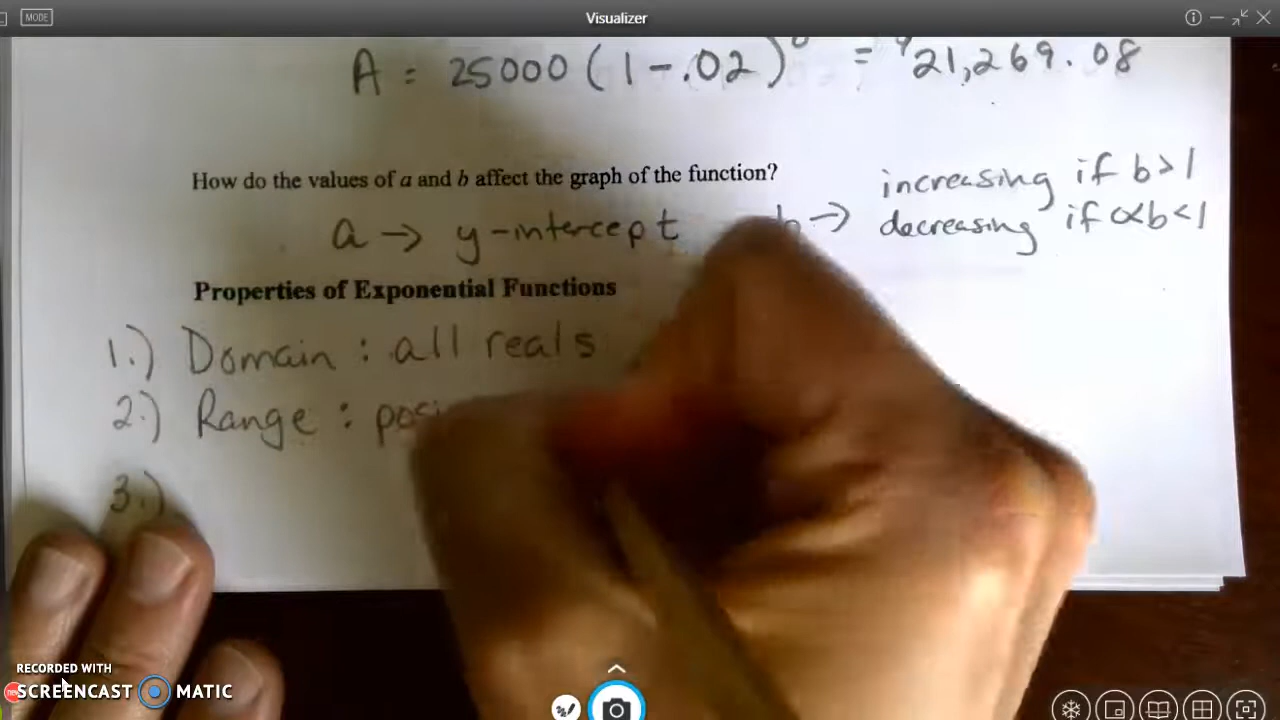 MODE
Visualizer
A = 25000 (1 - .02) = 21,269.08
How do the values of a and b affect the graph of the function?
increasing if b > 1
a → y-intercept → decreasing if 0<b<1
Properties of Exponential Functions
1.) Domain : all reals
2.) Range :
3.)
RECORDED WITH
SCREENCAST MATIC